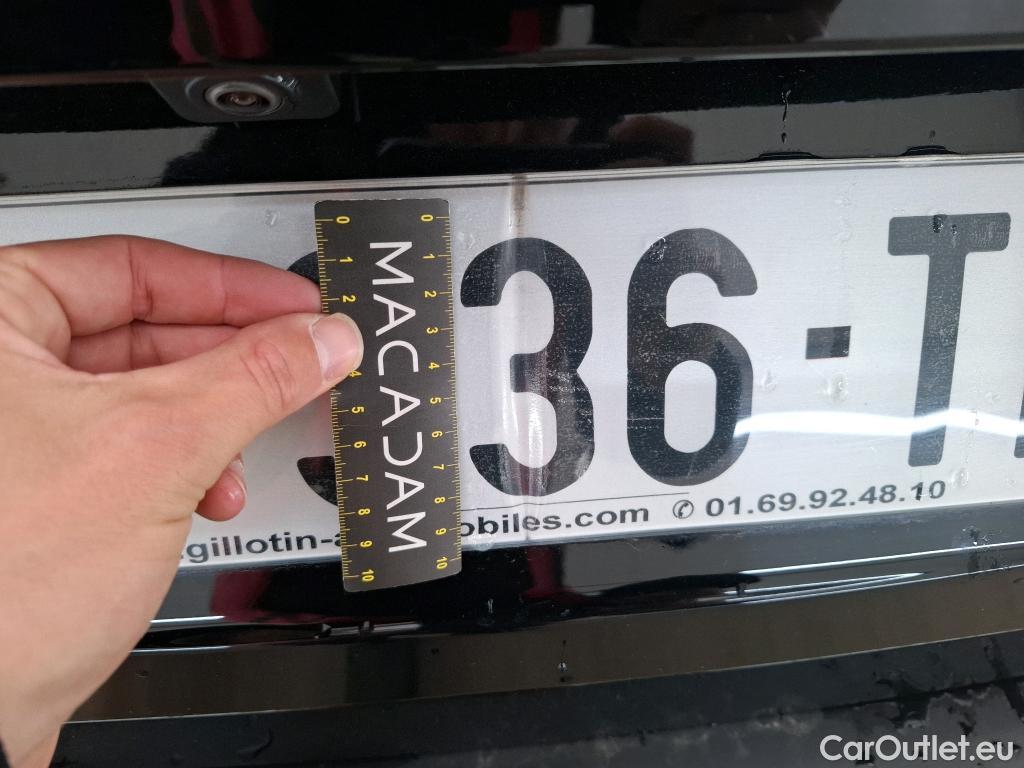 36-T
MACADAM
0 1 2 4 5 6 7 8 9 10
0 1 2 3 4 5 6 7 8 9 10
gillotin-a
obiles.com ✆ 01.69.92.48.10
CarOutlet.eu